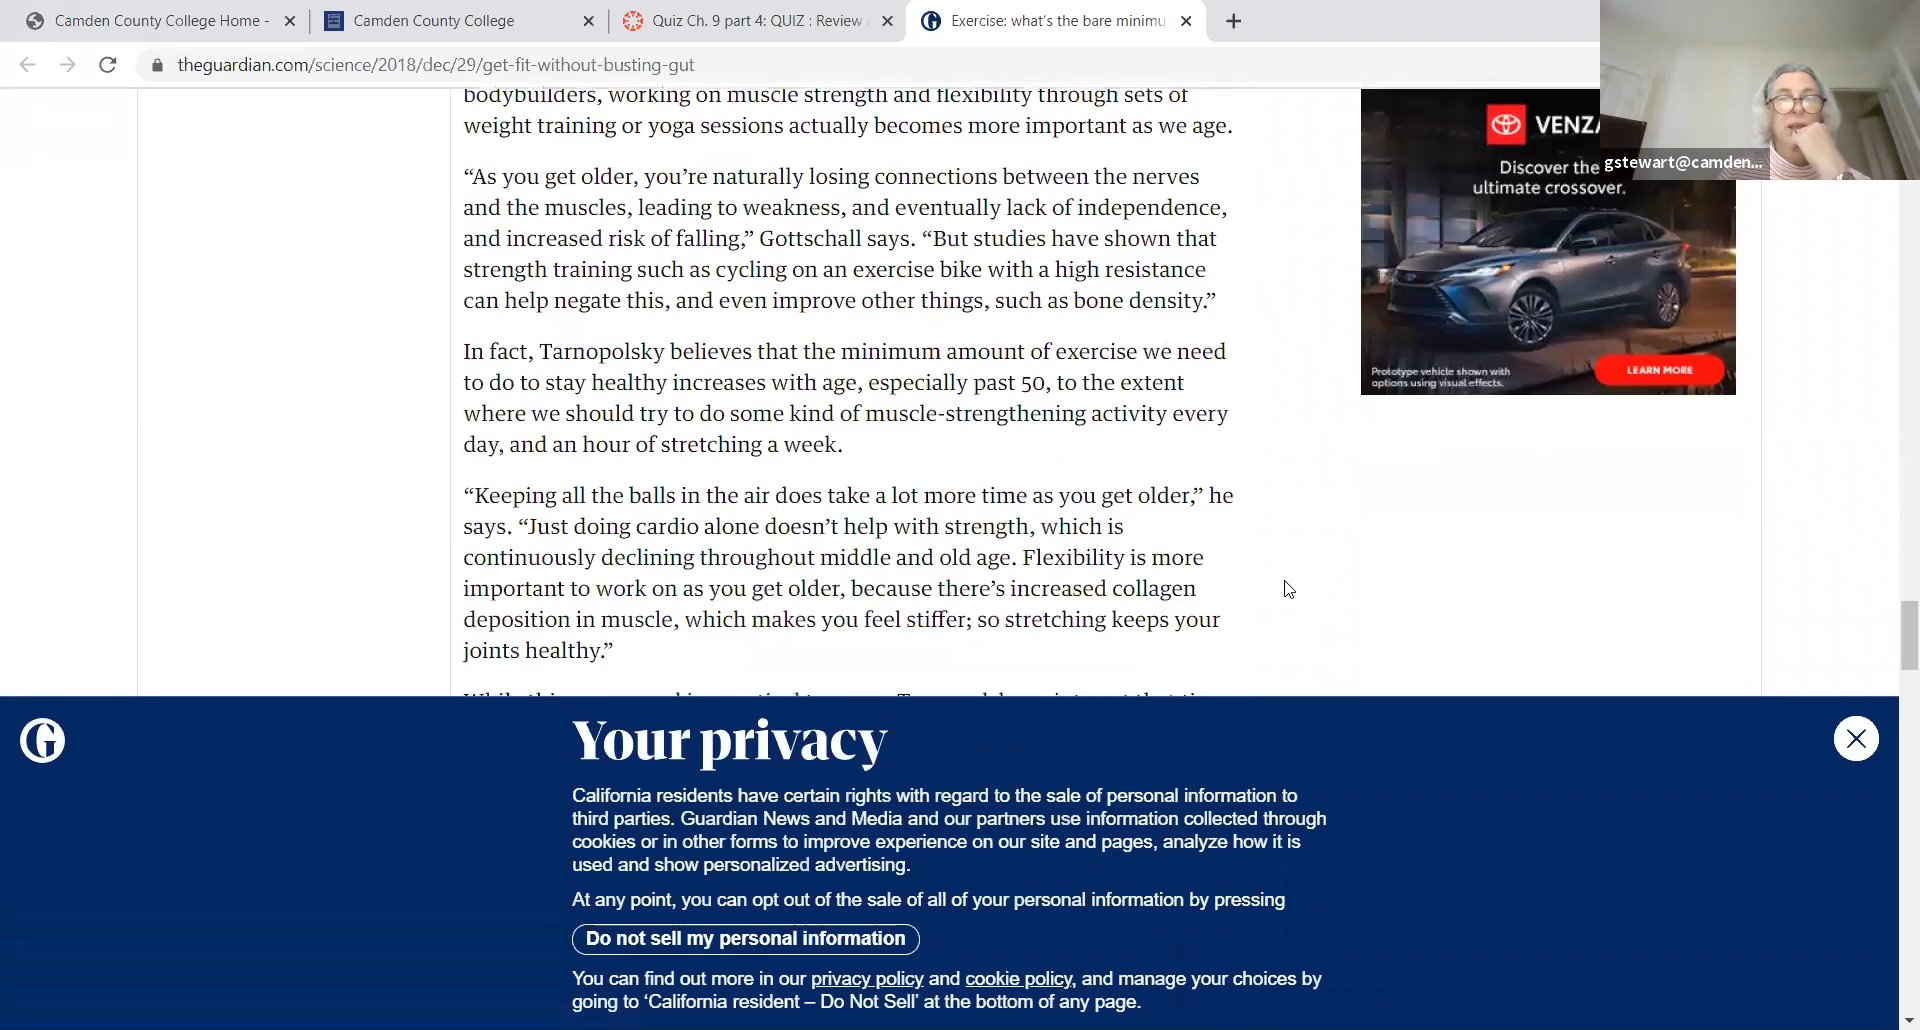 Camden County College Home -
Camden County College
Quiz Ch. 9 part 4: QUIZ : Review
Exercise: what's the bare minimu
theguardian.com/science/2018/dec/29/get-fit-without-busting-gut
bodybuilders, working on muscle strength and flexibility through sets of
weight training or yoga sessions actually becomes more important as we age.
“As you get older, you’re naturally losing connections between the nerves
and the muscles, leading to weakness, and eventually lack of independence,
and increased risk of falling,” Gottschall says. “But studies have shown that
strength training such as cycling on an exercise bike with a high resistance
can help negate this, and even improve other things, such as bone density.”
In fact, Tarnopolsky believes that the minimum amount of exercise we need
to do to stay healthy increases with age, especially past 50, to the extent
where we should try to do some kind of muscle-strengthening activity every
day, and an hour of stretching a week.
“Keeping all the balls in the air does take a lot more time as you get older,” he
says. “Just doing cardio alone doesn’t help with strength, which is
continuously declining throughout middle and old age. Flexibility is more
important to work on as you get older, because there’s increased collagen
deposition in muscle, which makes you feel stiffer; so stretching keeps your
joints healthy.”
VENZA
Discover the
ultimate crossover.
Prototype vehicle shown with
options using visual effects.
LEARN MORE
gstewart@camden...
Your privacy
California residents have certain rights with regard to the sale of personal information to
third parties. Guardian News and Media and our partners use information collected through
cookies or in other forms to improve experience on our site and pages, analyze how it is
used and show personalized advertising.
At any point, you can opt out of the sale of all of your personal information by pressing
Do not sell my personal information
You can find out more in our privacy policy and cookie policy, and manage your choices by
going to ‘California resident – Do Not Sell’ at the bottom of any page.